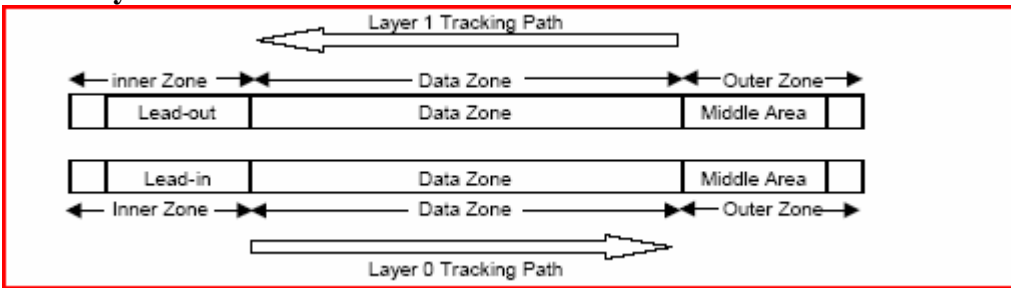 Layer 1 Tracking Path
inner Zone Data Zone Outer Zone
Lead-out Data Zone Middle Area
Lead-in Data Zone Middle Area
Inner Zone Data Zone Outer Zone
Layer 0 Tracking Path